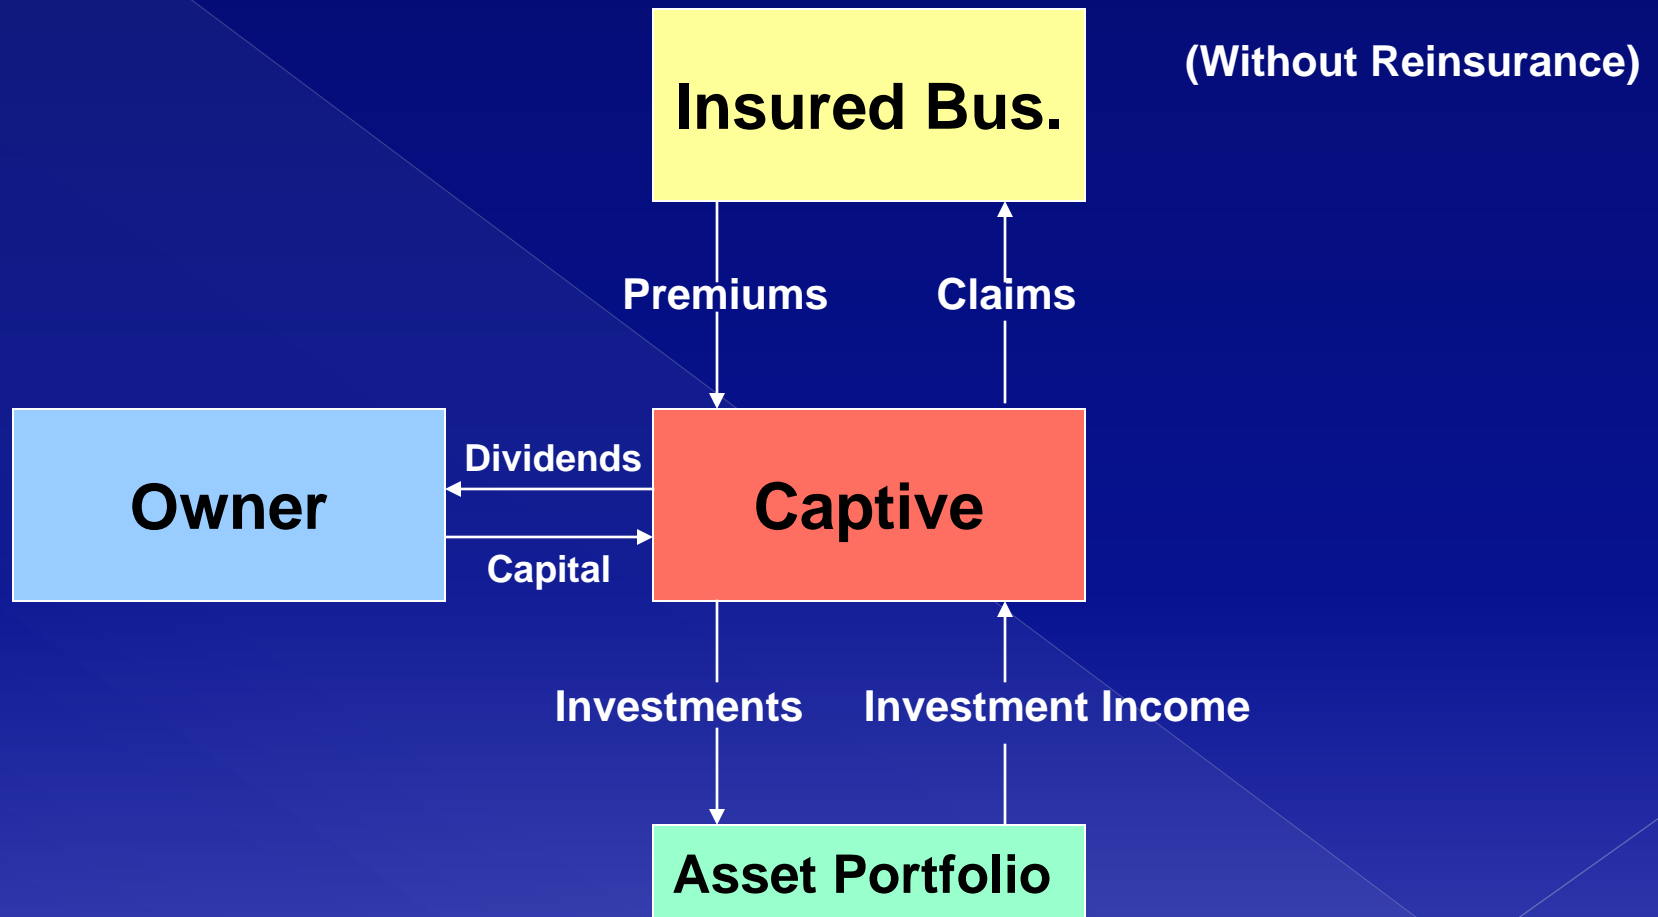 (Without Reinsurance)
Insured Bus.
Premiums
Claims
Dividends
Owner
Captive
Capital
Investments
Investment Income
Asset Portfolio